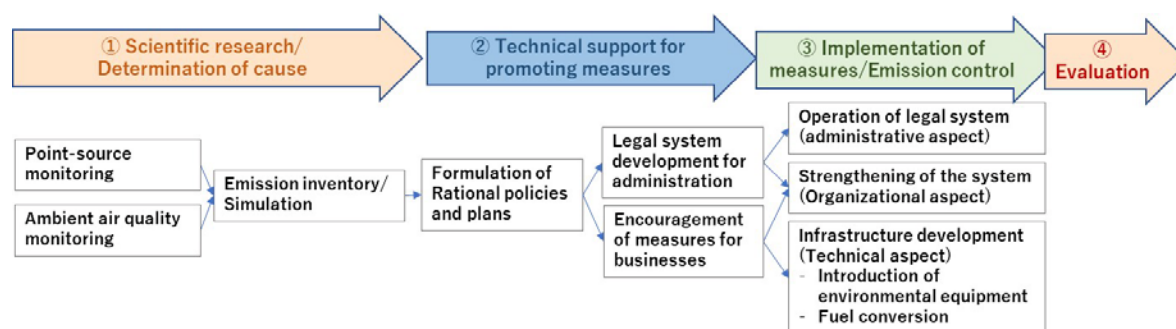 ① Scientific research/
Determination of cause
② Technical support for
promoting measures
③ Implementation of
measures/Emission control
④
Evaluation
Point-source
monitoring
Ambient air quality
monitoring
Emission inventory/
Simulation
Formulation of
Rational policies
and plans
Legal system
development for
administration
Encouragement
of measures for
businesses
Operation of legal system
(administrative aspect)
Strengthening of the system
(Organizational aspect)
Infrastructure development
(Technical aspect)
- Introduction of
environmental equipment
- Fuel conversion